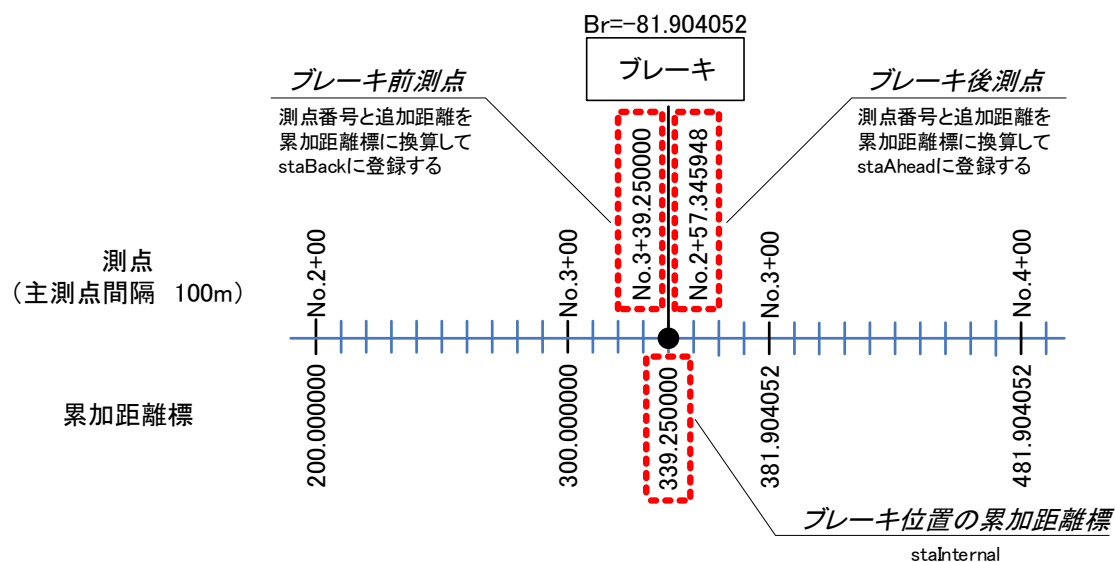 Br=-81.904052
ブレーキ
ブレーキ前測点
測点番号と追加距離を
累加距離標に換算して
staBackに登録する
ブレーキ後測点
測点番号と追加距離を
累加距離標に換算して
staAheadに登録する
測点
(主測点間隔 100m)
No.2+00
No.3+00
No.3+39.250000
No.2+57.345948
No.3+00
No.4+00
累加距離標
200.000000
300.000000
339.250000
381.904052
481.904052
ブレーキ位置の累加距離標
staInternal